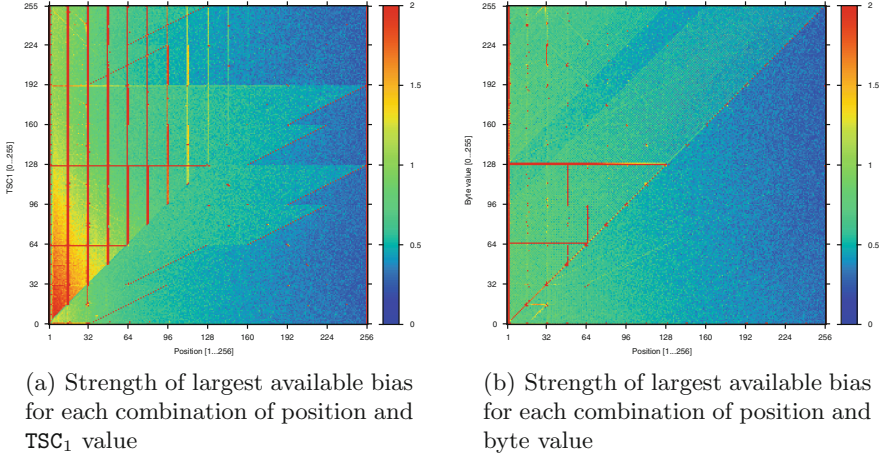 255
224
192
160
128
96
64
32
0
TSC1 [0...255]
1 32 64 96 128 160 192 224 256
Position [1...256]
2
1.5
1
0.5
0
255
224
192
160
128
96
64
32
0
Byte value [0...255]
1 32 64 96 128 160 192 224 256
Position [1...256]
2
1.5
1
0.5
0
(a) Strength of largest available bias
for each combination of position and
TSC1 value
(b) Strength of largest available bias
for each combination of position and
byte value